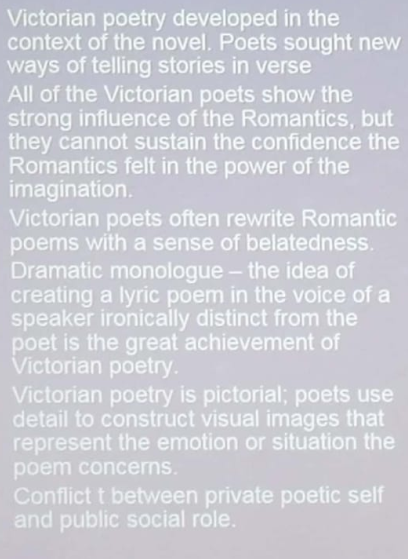 Victorian poetry developed in the
context of the novel. Poets sought new
ways of telling stories in verse
All of the Victorian poets show the
strong influence of the Romantics, but
they cannot sustain the confidence the
Romantics felt in the power of the
imagination.
Victorian poets often rewrite Romantic
poems with a sense of belatedness.
Dramatic monologue – the idea of
creating a lyric poem in the voice of a
speaker ironically distinct from the
poet is the great achievement of
Victorian poetry.
Victorian poetry is pictorial; poets use
detail to construct visual images that
represent the emotion or situation the
poem concerns.
Conflict t between private poetic self
and public social role.